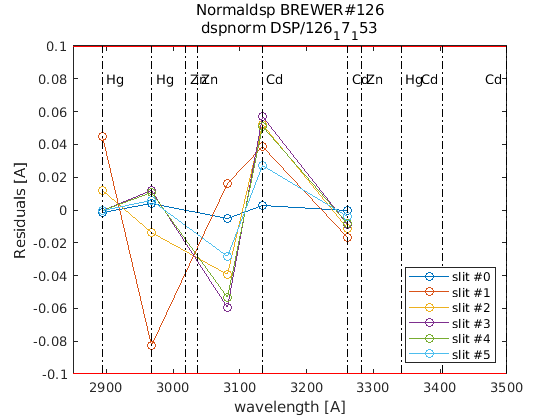 Normaldsp BREWER#126
dspnorm DSP/126₁7₁53
0.1
0.08
0.06
0.04
0.02
0
-0.02
-0.04
-0.06
-0.08
-0.1
Residuals [A]
Hg Hg Zn Zn Cd Cd Zn Hg Cd Cd
slit #0
slit #1
slit #2
slit #3
slit #4
slit #5
2900 3000 3100 3200 3300 3400 3500
wavelength [A]